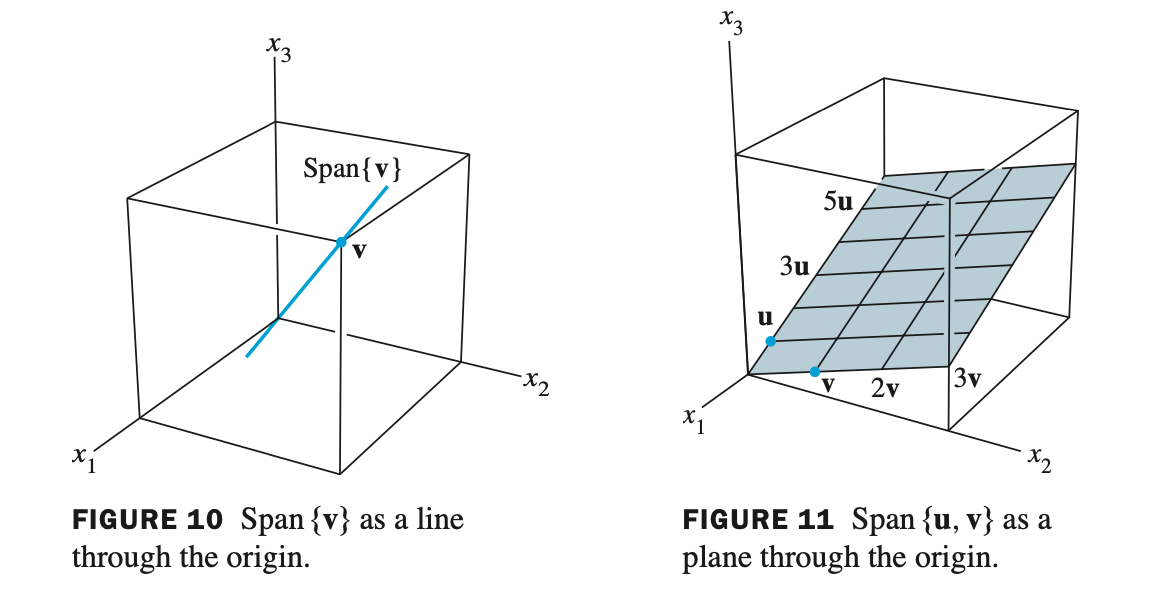 x₃
Span{v}
v
x₂
x₁
FIGURE 10 Span {v} as a line
through the origin.
x₃
5u
3u
u
v
2v
3v
x₁
x₂
FIGURE 11 Span {u, v} as a
plane through the origin.